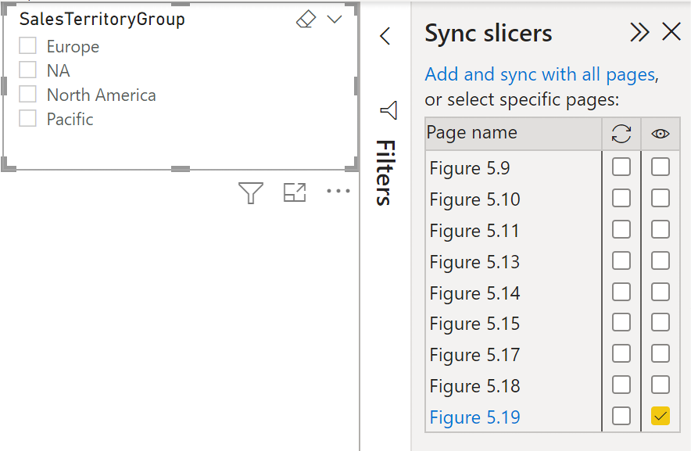 SalesTerritoryGroup
Europe
NA
North America
Pacific
Filters
Sync slicers
Add and sync with all pages,
or select specific pages:
Page name
Figure 5.9
Figure 5.10
Figure 5.11
Figure 5.13
Figure 5.14
Figure 5.15
Figure 5.17
Figure 5.18
Figure 5.19